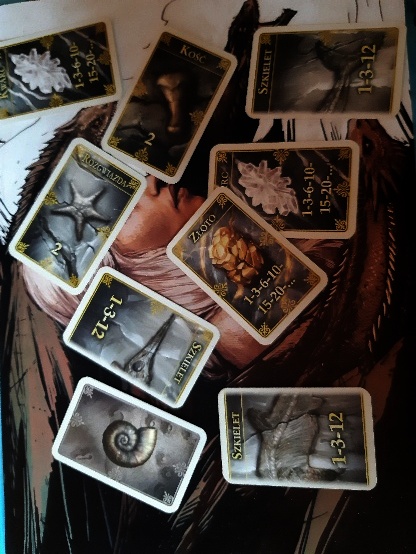 1-3-6-10-
15-20-...
KOŚĆ
2
SZKIELET
1-3-12
ROZGWIAZDA
2
1-3-6-10-
15-20-...
ZŁOTO
1-3-6-10-
15-20-...
SZKIELET
1-3-12
SZKIELET
1-3-12